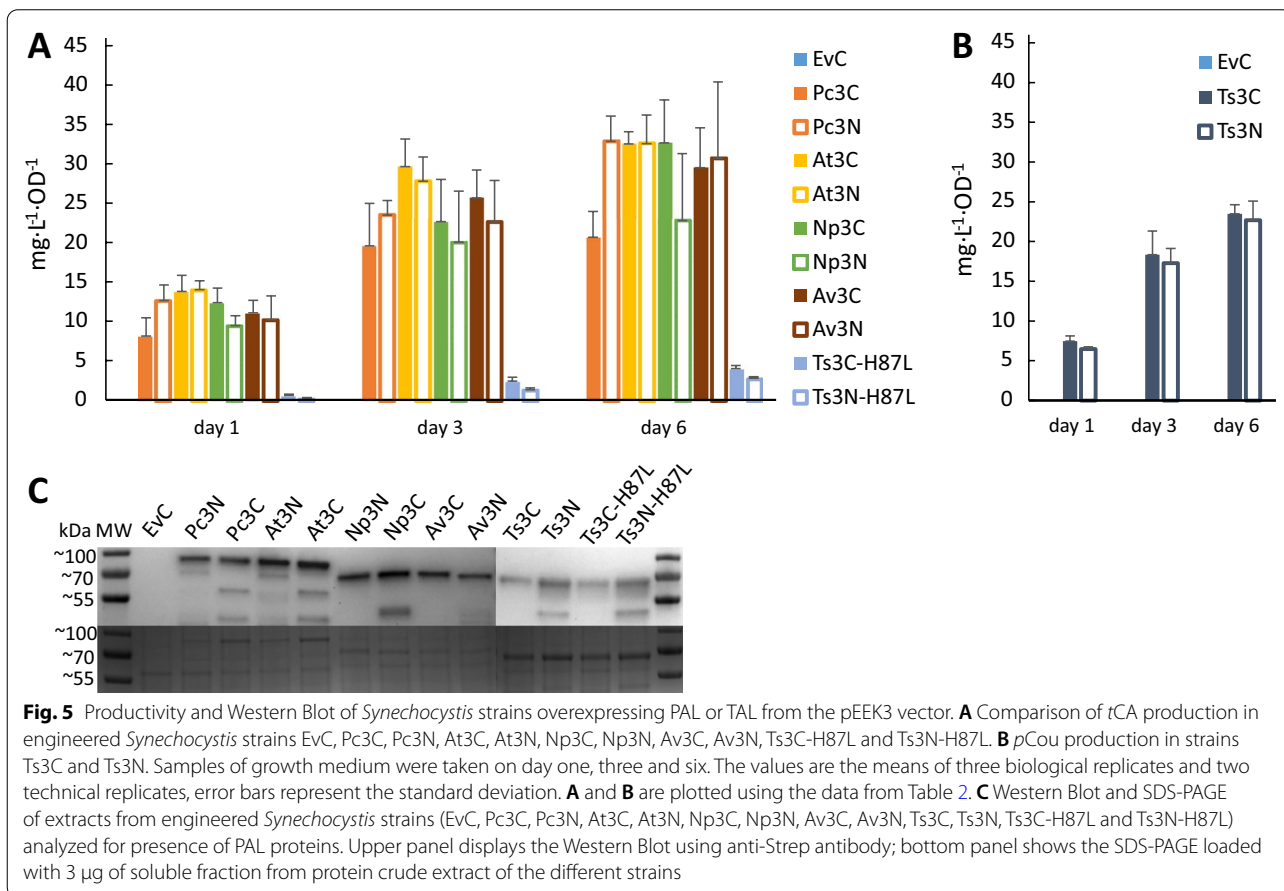 A
mg·L-1·OD-1
45
40
35
30
25
20
15
10
5
0
day 1
day 3
day 6
EvC
Pc3C
Pc3N
At3C
At3N
Np3C
Np3N
Av3C
Av3N
Ts3C-H87L
Ts3N-H87L
B
mg·L-1·OD-1
45
40
35
30
25
20
15
10
5
0
day 1
day 3
day 6
EvC
Ts3C
Ts3N
C
kDa MW EvC Pc3N Pc3C At3N At3C Np3N Np3C Av3C Av3N Ts3C Ts3N Ts3C-H87L Ts3N-H87L
~100
~70
~55
~100
~70
~55
Fig. 5 Productivity and Western Blot of Synechocystis strains overexpressing PAL or TAL from the pEEK3 vector. A Comparison of tCA production in
engineered Synechocystis strains EvC, Pc3C, Pc3N, At3C, At3N, Np3C, Np3N, Av3C, Av3N, Ts3C-H87L and Ts3N-H87L. B pCou production in strains
Ts3C and Ts3N. Samples of growth medium were taken on day one, three and six. The values are the means of three biological replicates and two
technical replicates, error bars represent the standard deviation. A and B are plotted using the data from Table 2. C Western Blot and SDS-PAGE
of extracts from engineered Synechocystis strains (EvC, Pc3C, Pc3N, At3C, At3N, Np3C, Np3N, Av3C, Av3N, Ts3C, Ts3N, Ts3C-H87L and Ts3N-H87L)
analyzed for presence of PAL proteins. Upper panel displays the Western Blot using anti-Strep antibody; bottom panel shows the SDS-PAGE loaded
with 3 µg of soluble fraction from protein crude extract of the different strains